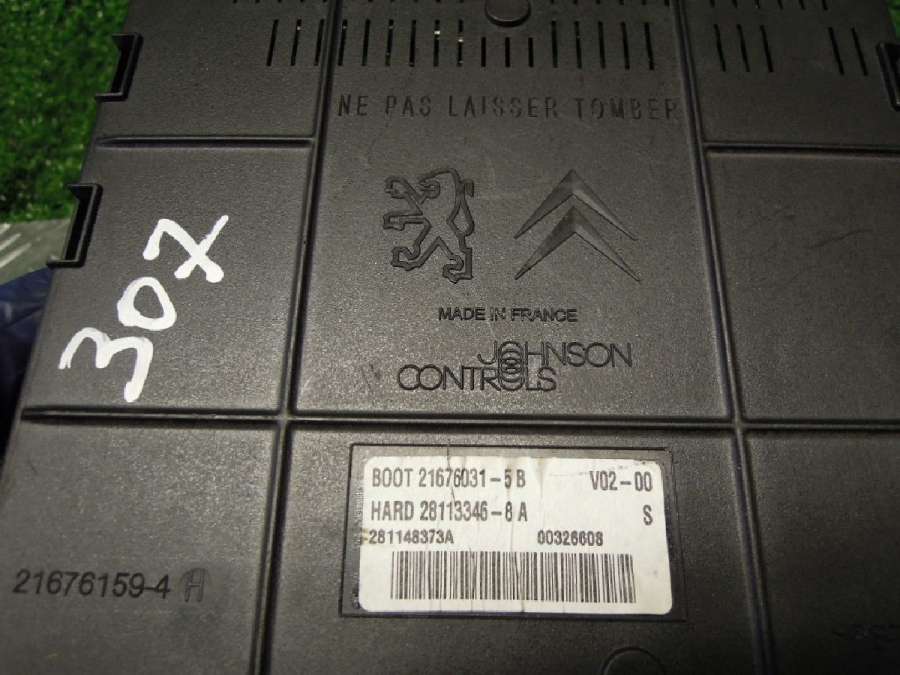 NE PAS LAISSER TOMBER
307
MADE IN FRANCE
JOHNSON
CONTROLS
BOOT 21676031-5 B V02-00
HARD 28113346-8 A S
281148373A 00326608
21676159-4 H